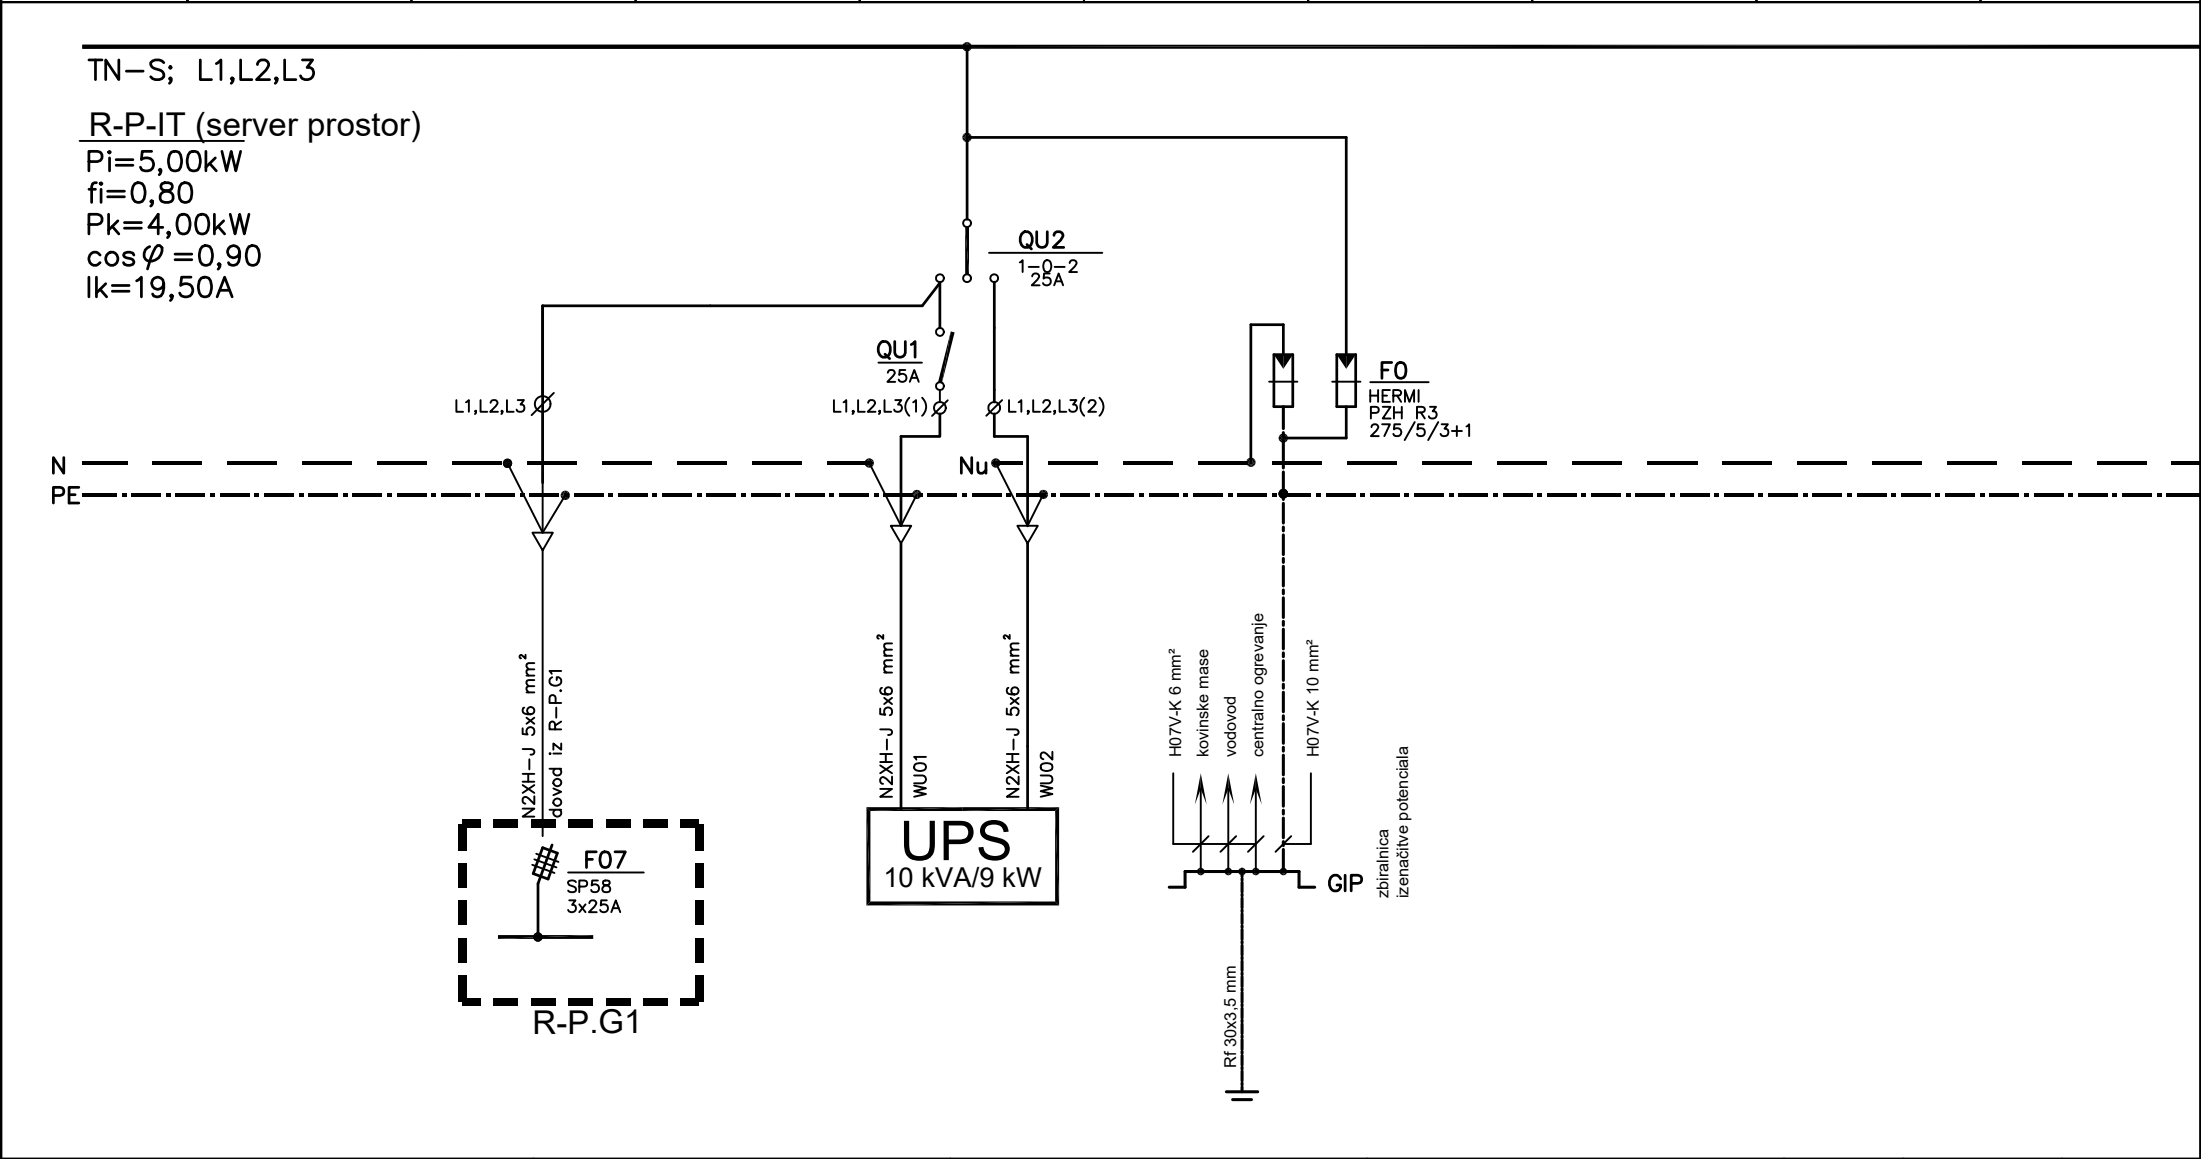 TN-S; L1,L2,L3
R-P-IT (server prostor)
Pi=5,00kW
fi=0,80
Pk=4,00kW
cosφ=0,90
Ik=19,50A
QU2
1-0-2
25A
QU1
25A
F0
HERMI
PZH R3
275/5/3+1
L1,L2,L3
L1,L2,L3(1)
L1,L2,L3(2)
N
Nu
PE
N2XH-J 5x6 mm²
dovod iz R-P.G1
N2XH-J 5x6 mm²
WU01
N2XH-J 5x6 mm²
WU02
H07V-K 6 mm²
kovinske mase
vodovod
centralno ogrevanje
H07V-K 10 mm²
zbiralnica
izenačitve potenciala
UPS
10 kVA/9 kW
F07
SP58
3x25A
GIP
R-P.G1
Rf 30x3,5 mm